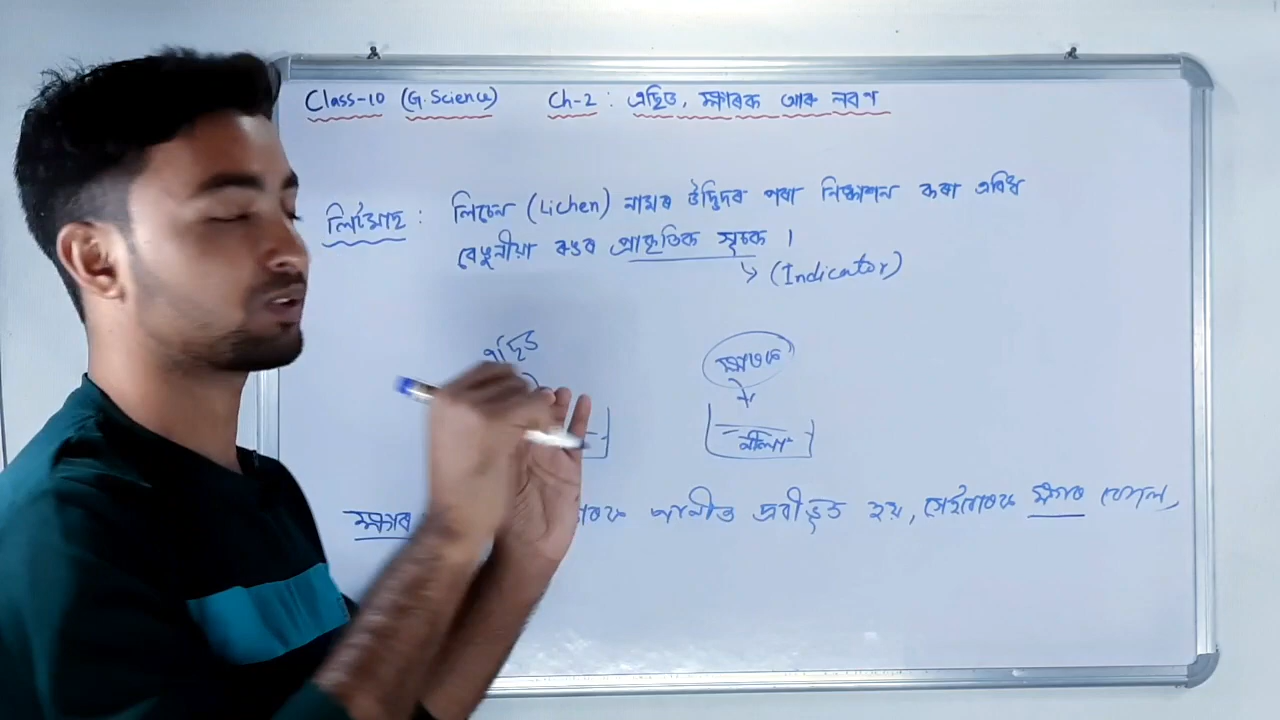 Class-10 (G. Science) Ch-2 : এছিড, ক্ষাৰক আৰু লৱণ
লিটমাছ : লিচেন (Lichen) নামৰ উদ্ভিদৰ পৰা নিষ্কাশন কৰা এবিধ
বেঙুনীয়া ৰঙৰ প্ৰাকৃতিক সূচক ।
(Indicator)
এছিড ক্ষাৰক
নীলা
ক্ষাৰ পানীত দ্ৰবীভূত হয়, সেইবোৰক ক্ষাৰ বোলে,